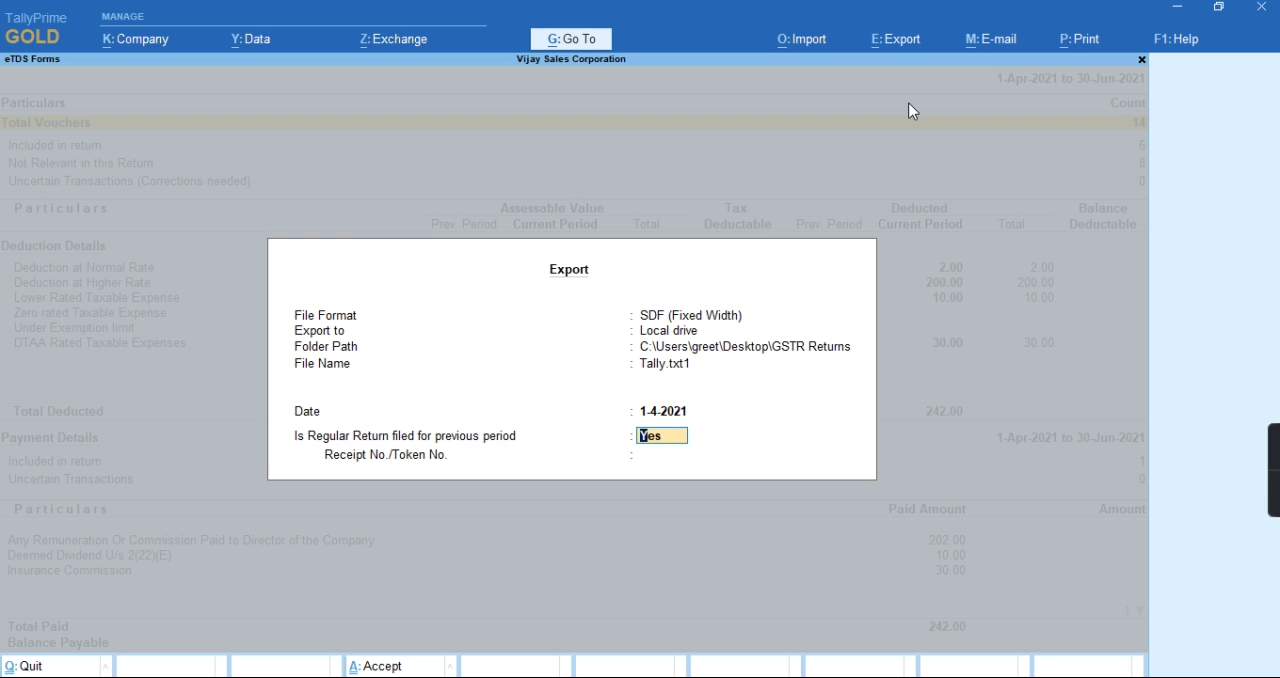 TallyPrime
GOLD
MANAGE
K: Company Y: Data Z: Exchange G: Go To O: Import E: Export M: E-mail P: Print F1: Help
eTDS Forms Vijay Sales Corporation
1-Apr-2021 to 30-Jun-2021
Particulars Count
Total Vouchers 14
Included in return 6
Not Relevant in this Return 8
Uncertain Transactions (Corrections needed) 0
Particulars Assessable Value Tax Deducted Balance
Prev. Period Current Period Total Deductable Prev. Period Current Period Total Deductable
Deduction Details
Deduction at Normal Rate 2.00 2.00
Deduction at Higher Rate 200.00 200.00
Lower Rated Taxable Expense 10.00 10.00
Zero rated Taxable Expense
Under Exemption limit
DTAA Rated Taxable Expenses 30.00 30.00
Total Deducted 242.00
Payment Details 1-Apr-2021 to 30-Jun-2021
Included in return 1
Uncertain Transactions 0
Particulars Paid Amount Amount
Any Remuneration Or Commission Paid to Director of the Company 202.00
Deemed Dividend U/s 2(22)(E) 10.00
Insurance Commission 30.00
1 ▼
Total Paid 242.00
Balance Payable
Export
File Format : SDF (Fixed Width)
Export to : Local drive
Folder Path : C:\Users\greet\Desktop\GSTR Returns
File Name : Tally.txt1
Date : 1-4-2021
Is Regular Return filed for previous period : Yes
Receipt No./Token No. :
Q: Quit A: Accept